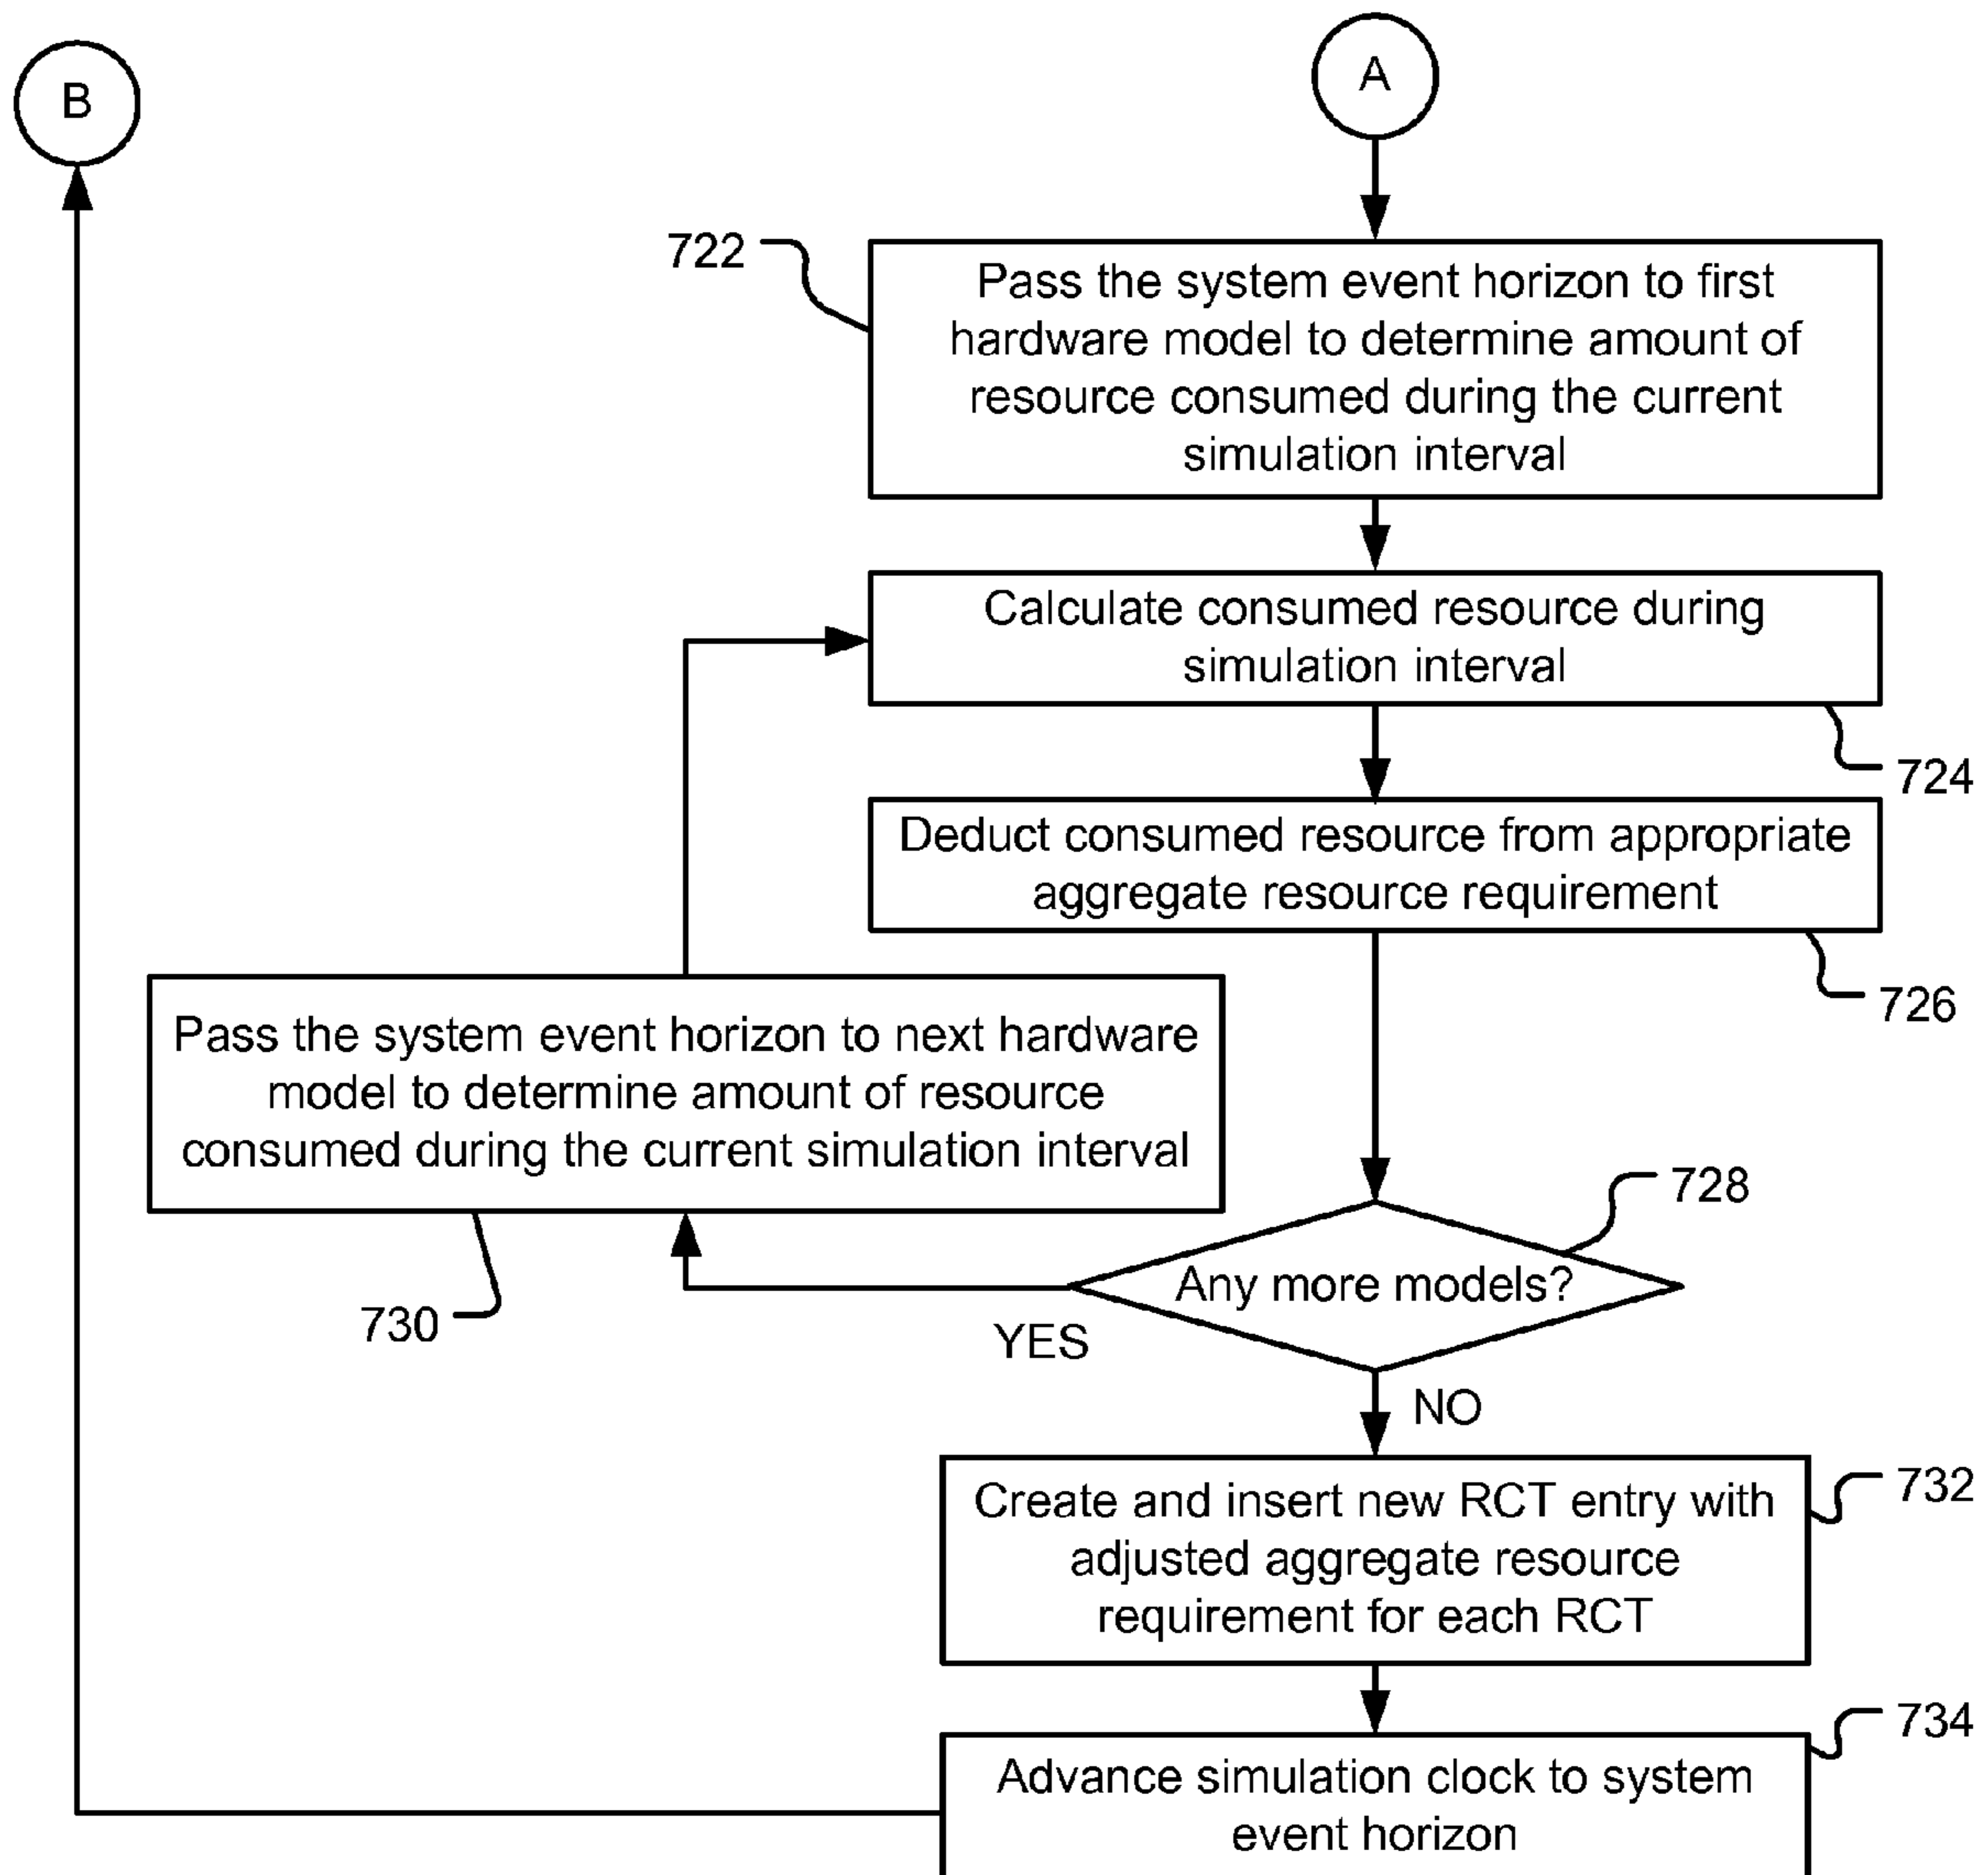 B
A
722
Pass the system event horizon to first
hardware model to determine amount of
resource consumed during the current
simulation interval
Calculate consumed resource during
simulation interval
724
Deduct consumed resource from appropriate
aggregate resource requirement
726
Pass the system event horizon to next hardware
model to determine amount of resource
consumed during the current simulation interval
728
Any more models?
730
YES
NO
732
Create and insert new RCT entry with
adjusted aggregate resource
requirement for each RCT
734
Advance simulation clock to system
event horizon